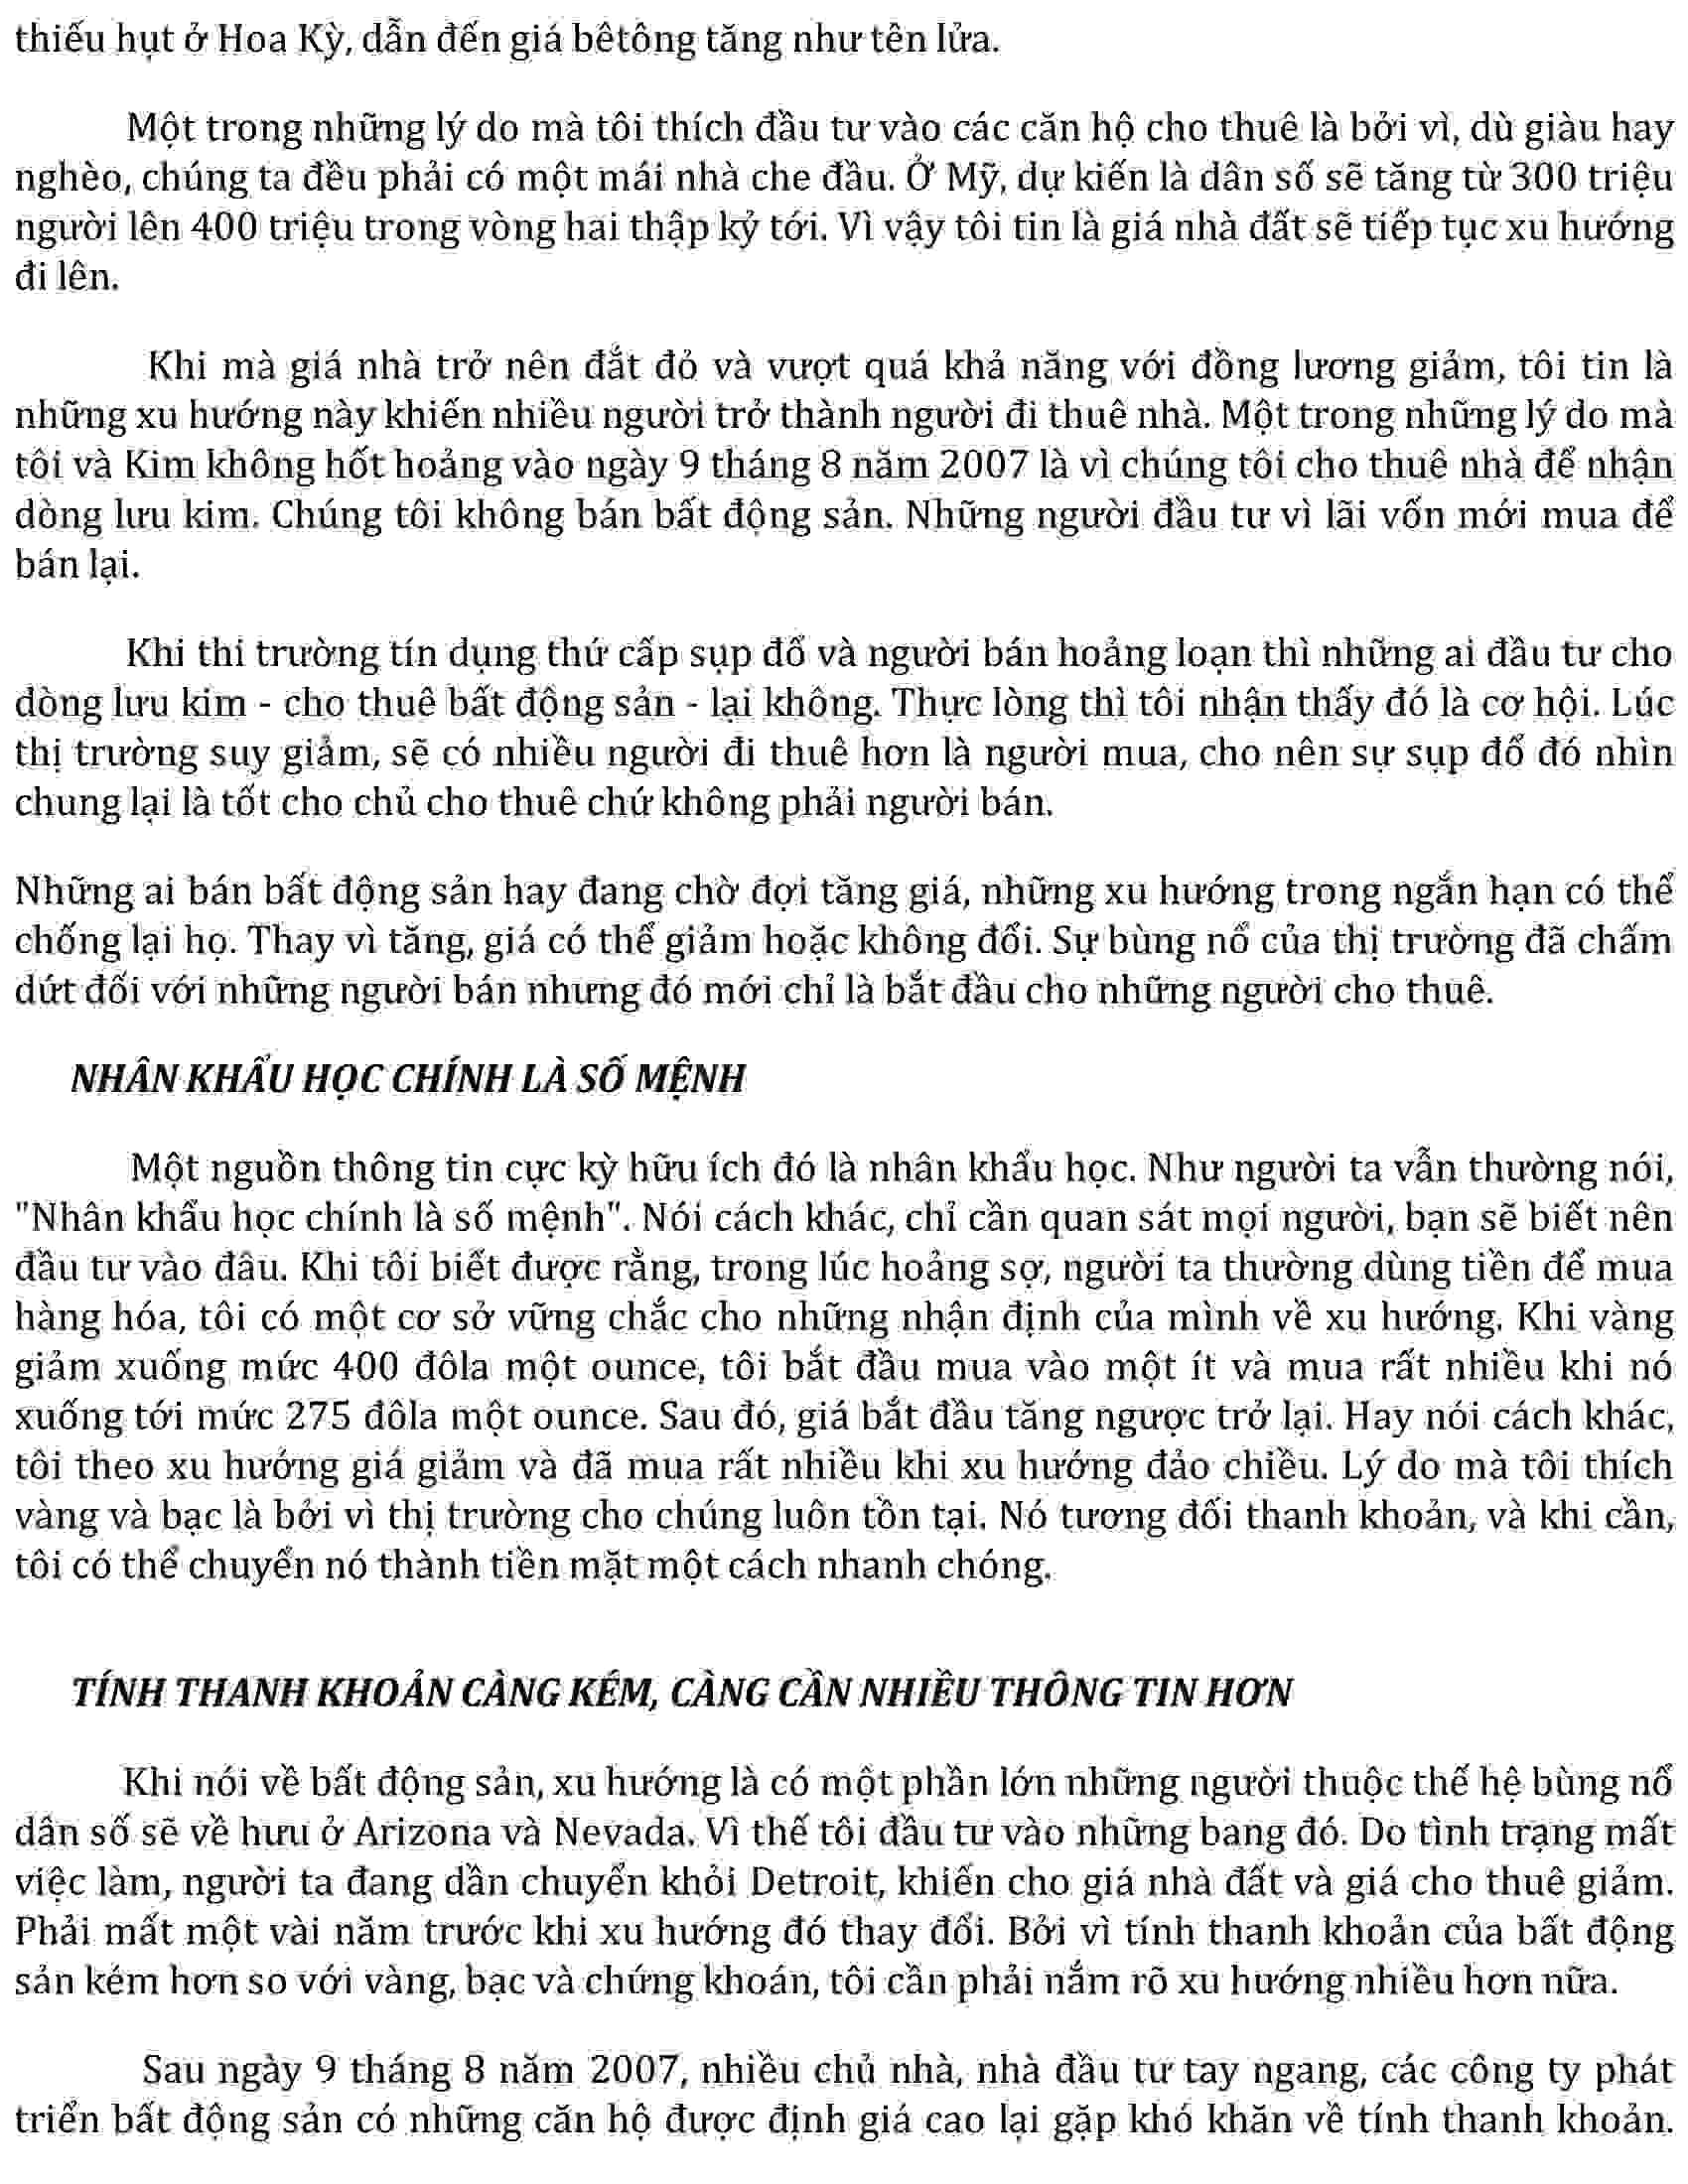 thiếu hụt ở Hoa Kỳ, dẫn đến giá bêtông tăng như tên lửa.
Một trong những lý do mà tôi thích đầu tư vào các căn hộ cho thuê là bởi vì, dù giàu hay
nghèo, chúng ta đều phải có một mái nhà che đầu. Ở Mỹ, dự kiến là dân số sẽ tăng từ 300 triệu
người lên 400 triệu trong vòng hai thập kỷ tới. Vì vậy tôi tin là giá nhà đất sẽ tiếp tục xu hướng
đi lên.
Khi mà giá nhà trở nên đắt đỏ và vượt quá khả năng với đồng lương giảm, tôi tin là
những xu hướng này khiến nhiều người trở thành người đi thuê nhà. Một trong những lý do mà
tôi và Kim không hốt hoảng vào ngày 9 tháng 8 năm 2007 là vì chúng tôi cho thuê nhà để nhận
dòng lưu kim. Chúng tôi không bán bất động sản. Những người đầu tư vì lãi vốn mới mua để
bán lại.
Khi thi trường tín dụng thứ cấp sụp đổ và người bán hoảng loạn thì những ai đầu tư cho
dòng lưu kim - cho thuê bất động sản - lại không. Thực lòng thì tôi nhận thấy đó là cơ hội. Lúc
thị trường suy giảm, sẽ có nhiều người đi thuê hơn là người mua, cho nên sự sụp đổ đó nhìn
chung lại là tốt cho chủ cho thuê chứ không phải người bán.
Những ai bán bất động sản hay đang chờ đợi tăng giá, những xu hướng trong ngắn hạn có thể
chống lại họ. Thay vì tăng, giá có thể giảm hoặc không đổi. Sự bùng nổ của thị trường đã chấm
dứt đối với những người bán nhưng đó mới chỉ là bắt đầu cho những người cho thuê.
NHÂN KHẨU HỌC CHÍNH LÀ SỐ MỆNH
Một nguồn thông tin cực kỳ hữu ích đó là nhân khẩu học. Như người ta vẫn thường nói,
"Nhân khẩu học chính là số mệnh". Nói cách khác, chỉ cần quan sát mọi người, bạn sẽ biết nên
đầu tư vào đâu. Khi tôi biết được rằng, trong lúc hoảng sợ, người ta thường dùng tiền để mua
hàng hóa, tôi có một cơ sở vững chắc cho những nhận định của mình về xu hướng. Khi vàng
giảm xuống mức 400 đôla một ounce, tôi bắt đầu mua vào một ít và mua rất nhiều khi nó
xuống tới mức 275 đôla một ounce. Sau đó, giá bắt đầu tăng ngược trở lại. Hay nói cách khác,
tôi theo xu hướng giá giảm và đã mua rất nhiều khi xu hướng đảo chiều. Lý do mà tôi thích
vàng và bạc là bởi vì thị trường cho chúng luôn tồn tại. Nó tương đối thanh khoản, và khi cần,
tôi có thể chuyển nó thành tiền mặt một cách nhanh chóng.
TÍNH THANH KHOẢN CÀNG KÉM, CÀNG CẦN NHIỀU THÔNG TIN HƠN
Khi nói về bất động sản, xu hướng là có một phần lớn những người thuộc thế hệ bùng nổ
dân số sẽ về hưu ở Arizona và Nevada. Vì thế tôi đầu tư vào những bang đó. Do tình trạng mất
việc làm, người ta đang dần chuyển khỏi Detroit, khiến cho giá nhà đất và giá cho thuê giảm.
Phải mất một vài năm trước khi xu hướng đó thay đổi. Bởi vì tính thanh khoản của bất động
sản kém hơn so với vàng, bạc và chứng khoán, tôi cần phải nắm rõ xu hướng nhiều hơn nữa.
Sau ngày 9 tháng 8 năm 2007, nhiều chủ nhà, nhà đầu tư tay ngang, các công ty phát
triển bất động sản có những căn hộ được định giá cao lại gặp khó khăn về tính thanh khoản.